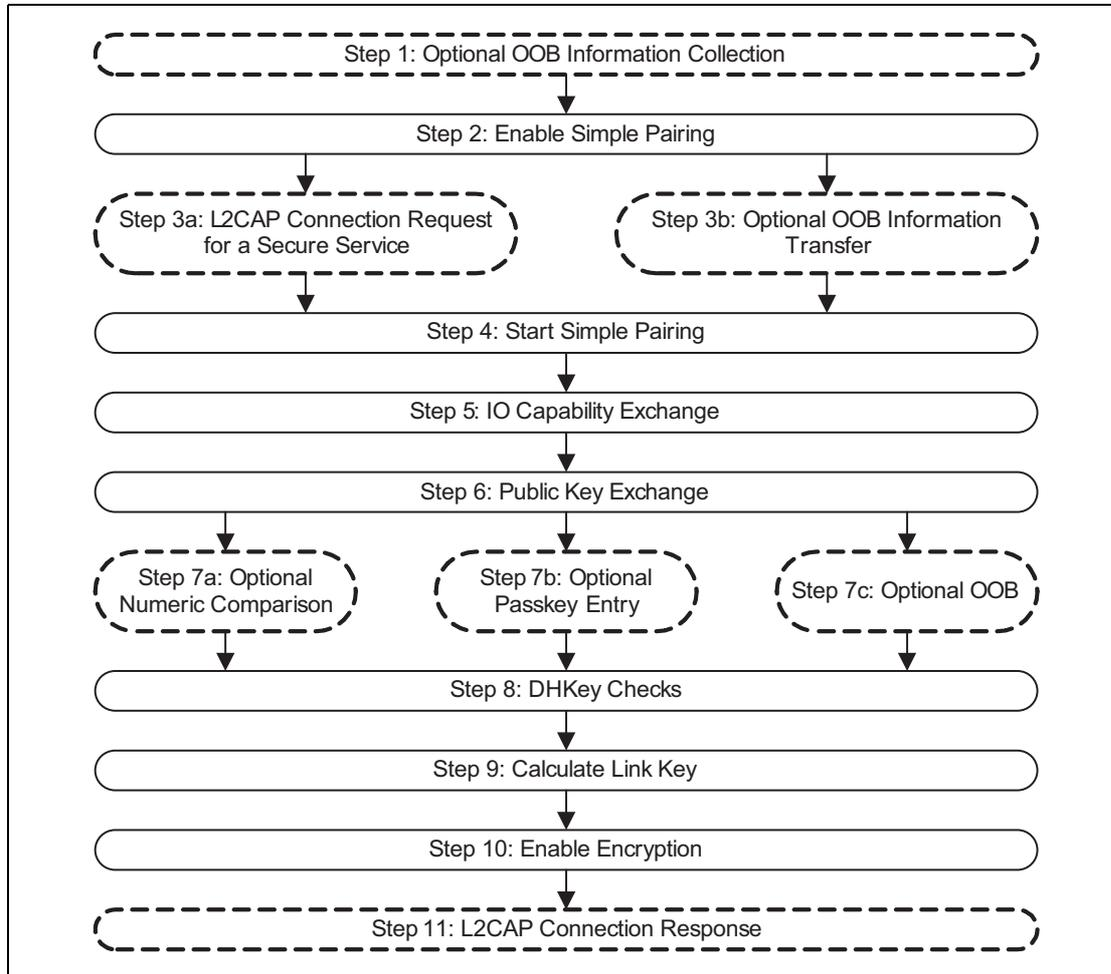 Step 1: Optional OOB Information Collection
Step 2: Enable Simple Pairing
Step 3a: L2CAP Connection Request
for a Secure Service
Step 3b: Optional OOB Information
Transfer
Step 4: Start Simple Pairing
Step 5: IO Capability Exchange
Step 6: Public Key Exchange
Step 7a: Optional
Numeric Comparison
Step 7b: Optional
Passkey Entry
Step 7c: Optional OOB
Step 8: DHKey Checks
Step 9: Calculate Link Key
Step 10: Enable Encryption
Step 11: L2CAP Connection Response